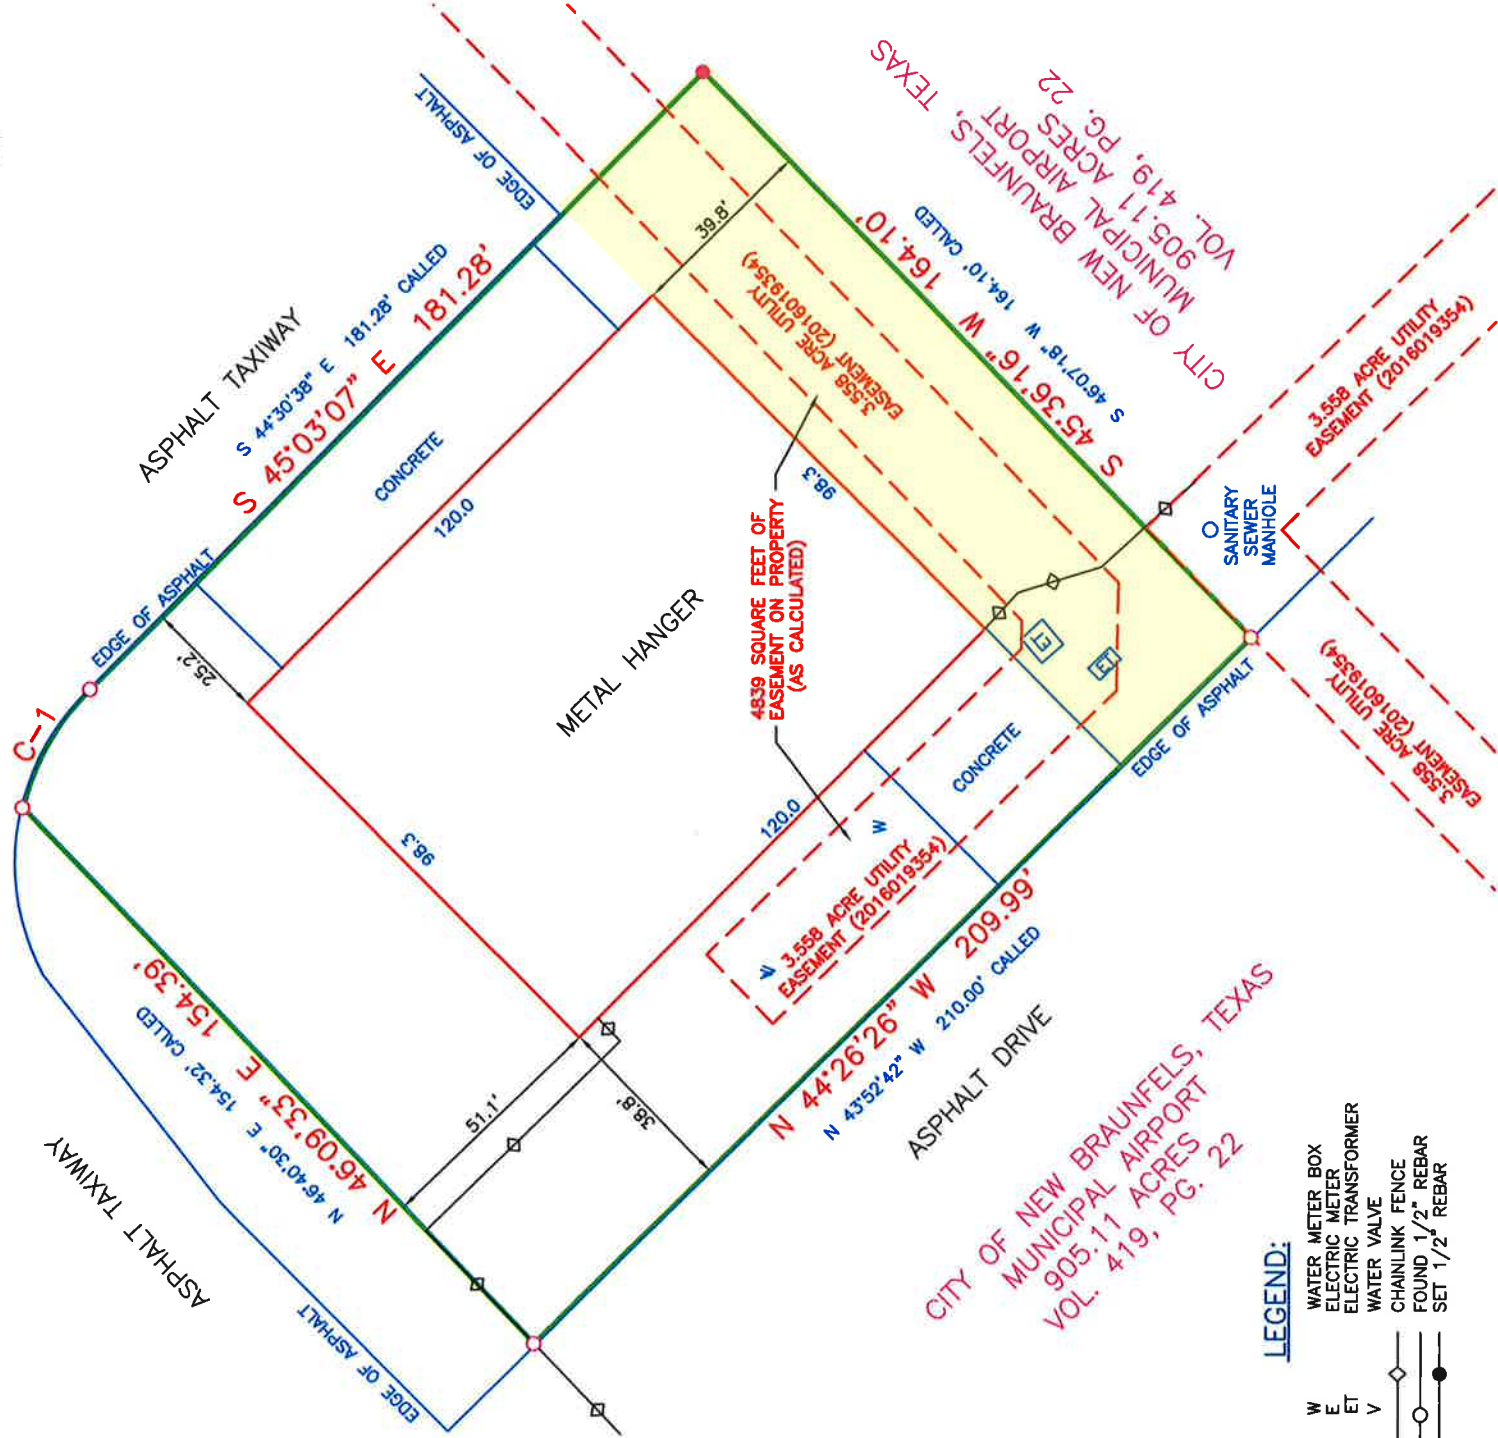 ASPHALT TAXIWAY
S 44°30'38" E 181.28' CALLED
S 45°03'07" E 181.28'
EDGE OF ASPHALT
EDGE OF ASPHALT
CONCRETE
120.0
25.2'
C-1
39.8'
CITY OF NEW BRAUNFELS, TEXAS
MUNICIPAL AIRPORT
905.11 ACRES
VOL. 419, PG. 22
S 45°36'16" W 164.10'
S 46°07'18" W 164.10' CALLED
3.558 ACRE UTILITY
EASEMENT (2016019354)
98.3
METAL HANGER
4839 SQUARE FEET OF
EASEMENT ON PROPERTY
(AS CALCULATED)
98.3
120.0
ET
ET
CONCRETE
EDGE OF ASPHALT
SANITARY
SEWER
MANHOLE
3.558 ACRE UTILITY
EASEMENT (2016019354)
3.558 ACRE UTILITY
EASEMENT (2016019354)
W
W
3.558 ACRE UTILITY
EASEMENT (2016019354)
N 46°09'33" E 154.39'
N 46°40'30" E 154.32' CALLED
51.1'
38.8'
ASPHALT TAXIWAY
EDGE OF ASPHALT
N 44°26'26" W 209.99'
N 43°52'42" W 210.00' CALLED
ASPHALT DRIVE
CITY OF NEW BRAUNFELS, TEXAS
MUNICIPAL AIRPORT
905.11 ACRES
VOL. 419, PG. 22
LEGEND:
W WATER METER BOX
E ELECTRIC METER
ET ELECTRIC TRANSFORMER
V WATER VALVE
CHAINLINK FENCE
FOUND 1/2" REBAR
SET 1/2" REBAR